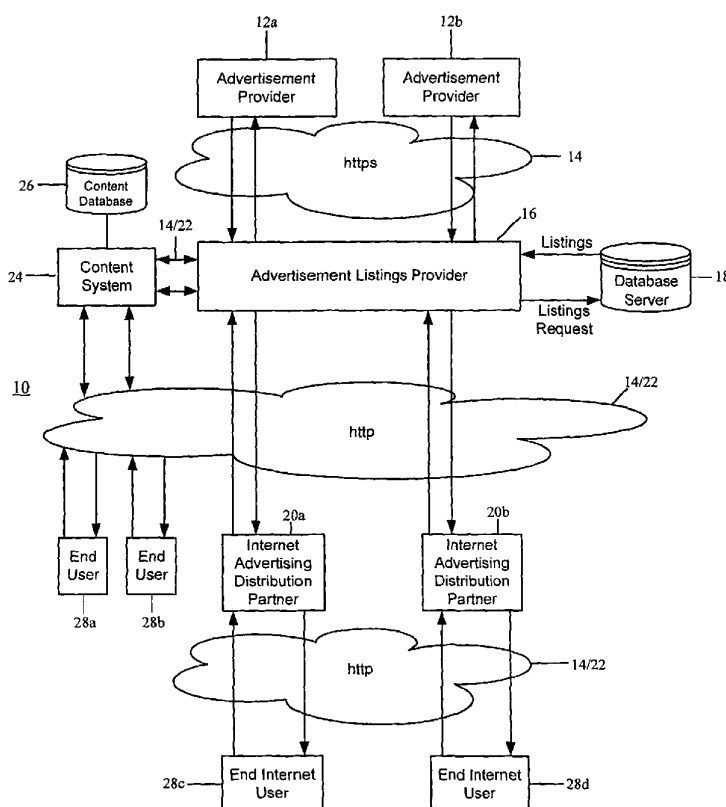 12a
12b
Advertisement
Provider
Advertisement
Provider
https
14
26
Content
Database
14/22
16
24
Content
System
Advertisement Listings Provider
Listings
Listings
Request
Database
Server
18
10
14/22
http
20a
20b
End
User
End
User
28a
28b
Internet
Advertising
Distribution
Partner
Internet
Advertising
Distribution
Partner
http
14/22
28c
End Internet
User
End Internet
User
28d